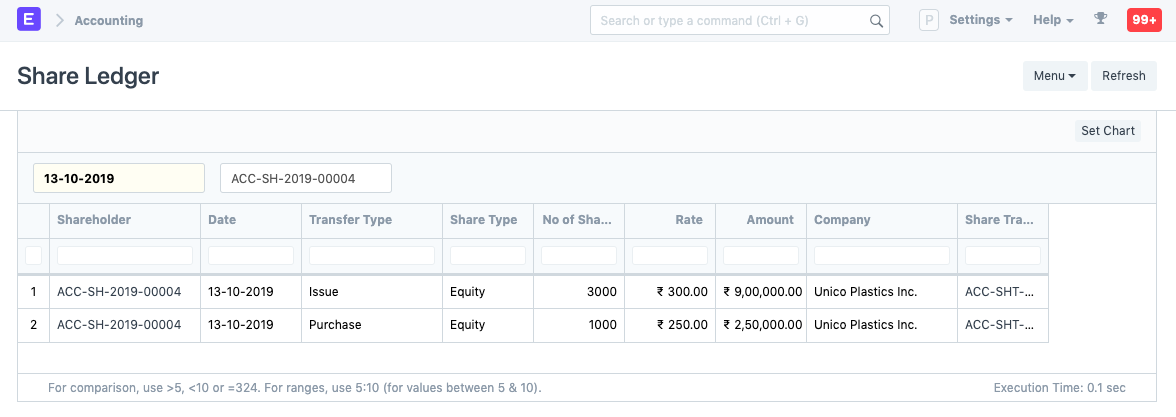 E Accounting Search or type a command (Ctrl + G) P Settings Help 99+
Share Ledger Menu Refresh
Set Chart
13-10-2019 ACC-SH-2019-00004
Shareholder Date Transfer Type Share Type No of Sha... Rate Amount Company Share Tra...
1 ACC-SH-2019-00004 13-10-2019 Issue Equity 3000 ₹ 300.00 ₹ 9,00,000.00 Unico Plastics Inc. ACC-SHT-...
2 ACC-SH-2019-00004 13-10-2019 Purchase Equity 1000 ₹ 250.00 ₹ 2,50,000.00 Unico Plastics Inc. ACC-SHT-...
For comparison, use >5, <10 or =324. For ranges, use 5:10 (for values between 5 & 10). Execution Time: 0.1 sec